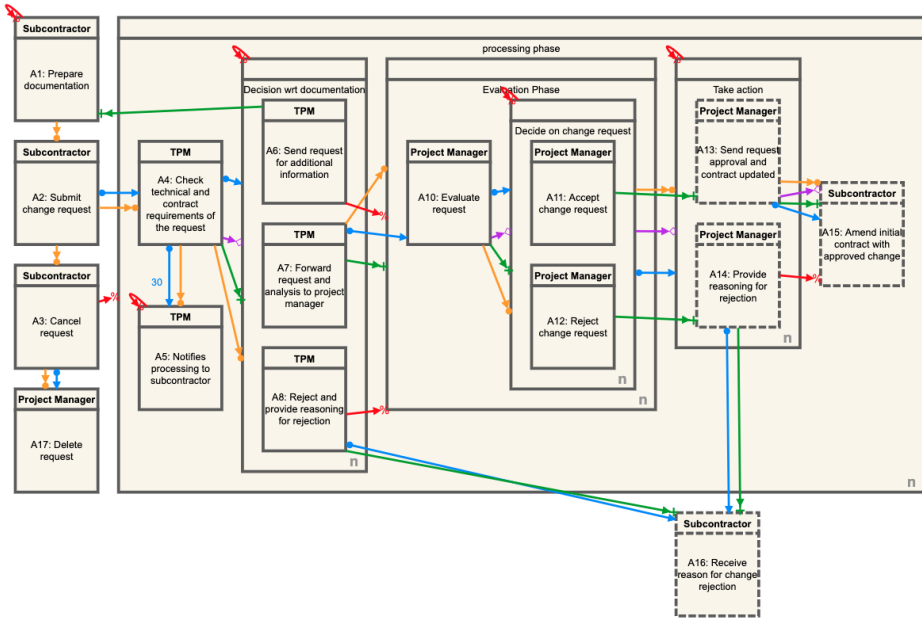 processing phase
Subcontractor
A1: Prepare
documentation
Subcontractor
A2: Submit
change request
Subcontractor
A3: Cancel
request
Project Manager
A17: Delete
request
TPM
A4: Check
technical and
contract
requirements of
the request
30
TPM
A5: Notifies
processing to
subcontractor
Decision wrt documentation
TPM
A6: Send request
for additional
information
%
TPM
A7: Forward
request and
analysis to project
manager
TPM
A8: Reject and
provide reasoning
for rejection
%
n
Evaluation Phase
Project Manager
A10: Evaluate
request
Decide on change request
Project Manager
A11: Accept
change request
Project Manager
A12: Reject
change request
n
n
Take action
Project Manager
A13: Send request
approval and
contract updated
Project Manager
A14: Provide
reasoning for
rejection
n
Subcontractor
A15: Amend initial
contract with
approved change
%
%
n
Subcontractor
A16: Receive
reason for change
rejection